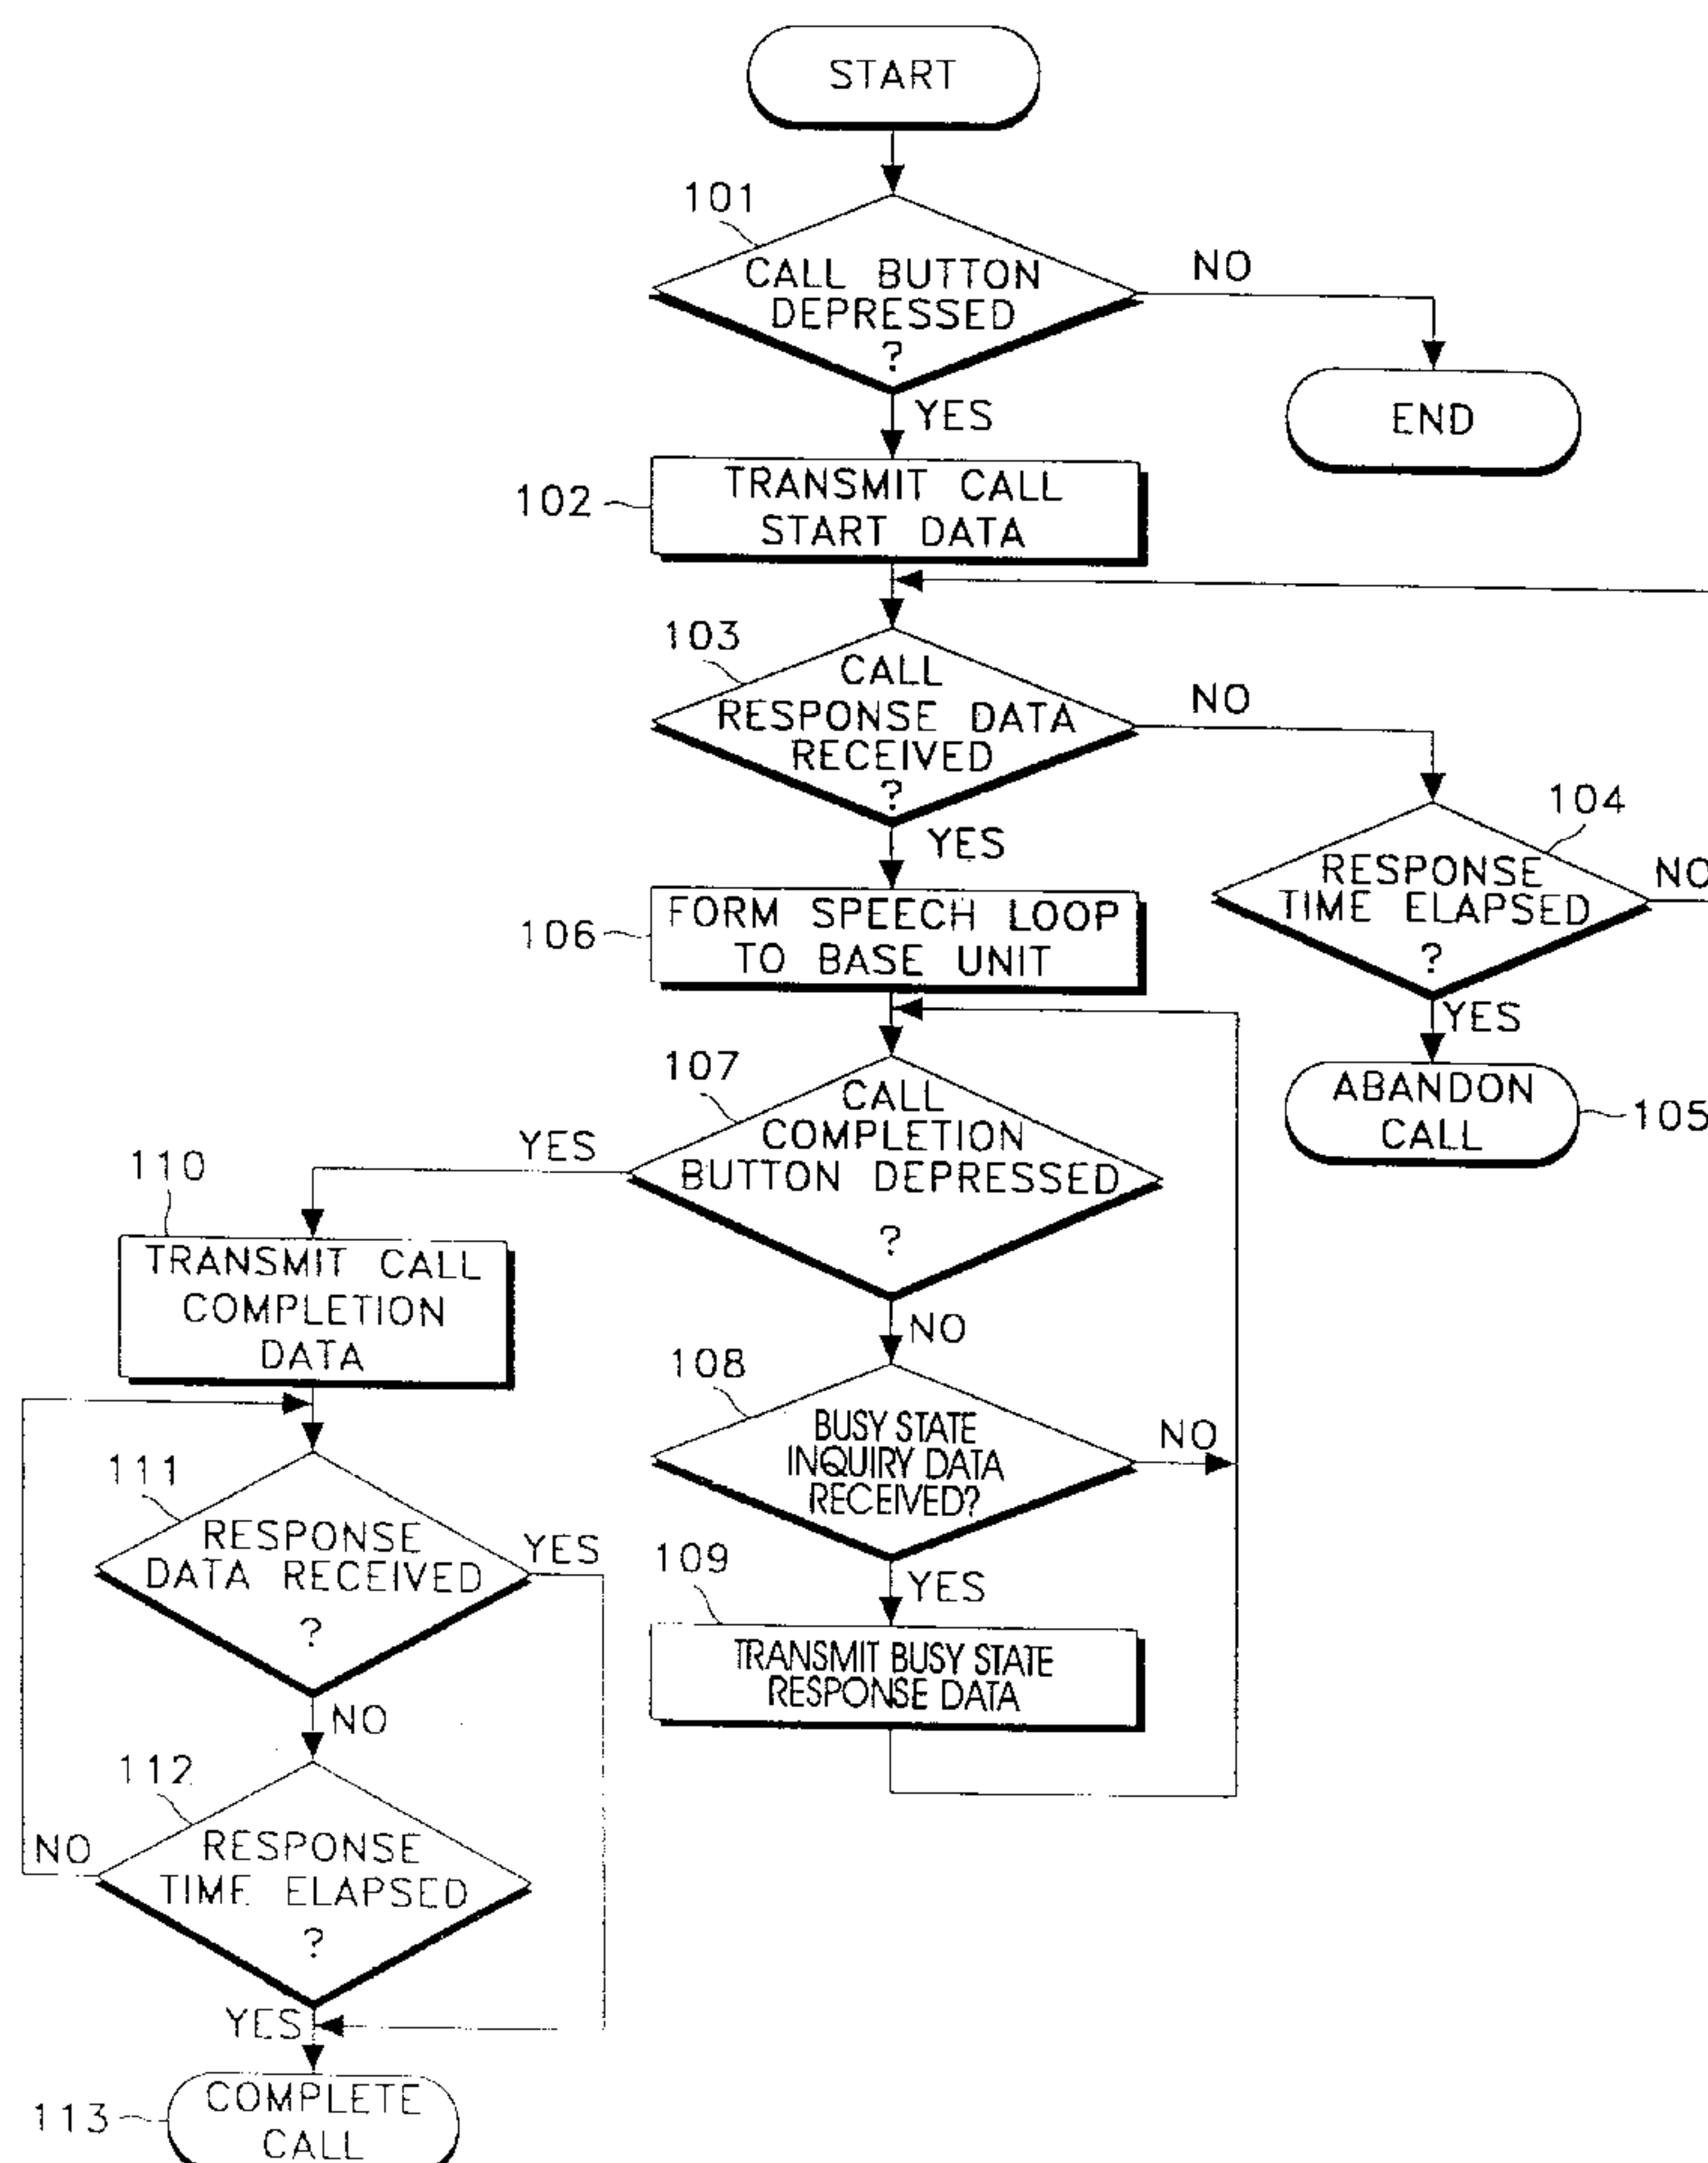 START
101
CALL BUTTON
DEPRESSED
?
NO
END
YES
102
TRANSMIT CALL
START DATA
103
CALL
RESPONSE DATA
RECEIVED
?
NO
104
RESPONSE
TIME ELAPSED
?
NO
YES
ABANDON
CALL
105
YES
106
FORM SPEECH LOOP
TO BASE UNIT
107
CALL
COMPLETION
BUTTON DEPRESSED
?
YES
110
TRANSMIT CALL
COMPLETION
DATA
NO
108
BUSY STATE
INQUIRY DATA
RECEIVED?
NO
YES
109
TRANSMIT BUSY STATE
RESPONSE DATA
111
RESPONSE
DATA RECEIVED
?
YES
NO
112
RESPONSE
TIME ELAPSED
?
NO
YES
113
COMPLETE
CALL